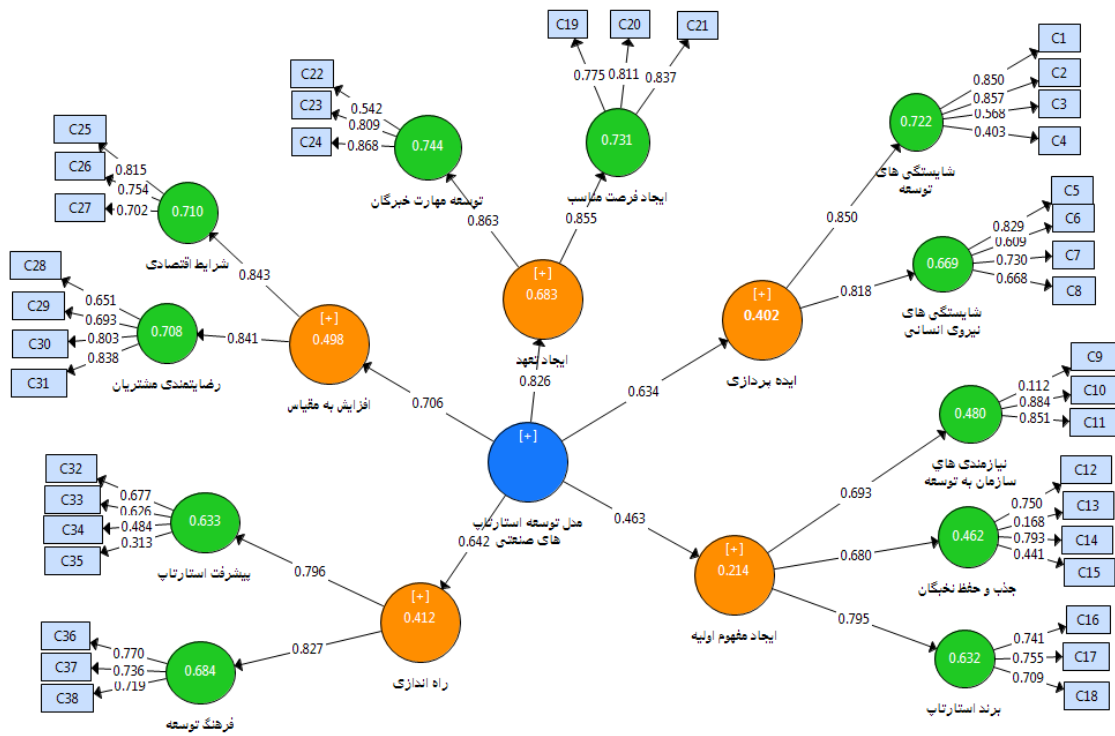 C19
C20
C21
0.775
0.811
0.837
0.731
ایجاد فرصت مناسب
C22
C23
C24
0.542
0.809
0.868
0.744
توسعه مهارت خبرگان
C25
C26
C27
0.815
0.754
0.702
0.710
شرایط اقتصادی
C28
C29
C30
C31
0.651
0.693
0.803
0.838
0.708
رضایتمندی مشتریان
0.843
0.841
[+]
0.498
افزایش به مقیاس
0.863
0.855
[+]
0.683
ایجاد تعهد
C1
C2
C3
C4
0.850
0.857
0.568
0.403
0.722
شایستگی های
توسعه
C5
C6
C7
C8
0.829
0.609
0.730
0.668
0.669
شایستگی های
نیروی انسانی
0.850
0.818
[+]
0.402
ایده پردازی
0.706
0.826
0.634
0.463
0.642
[+]
مدل توسعه استارتاپ
های صنعتی
C9
C10
C11
0.112
0.884
0.851
0.480
نیازمندی های
سازمان به توسعه
C12
C13
C14
C15
0.750
0.168
0.793
0.441
0.462
جذب و حفظ نخبگان
C16
C17
C18
0.741
0.755
0.709
0.632
برند استارتاپ
0.693
0.680
0.795
[+]
0.214
ایجاد مفهوم اولیه
C32
C33
C34
C35
0.677
0.626
0.484
0.313
0.633
پیشرفت استارتاپ
C36
C37
C38
0.770
0.736
0.719
0.684
فرهنگ توسعه
0.796
0.827
[+]
0.412
راه اندازی